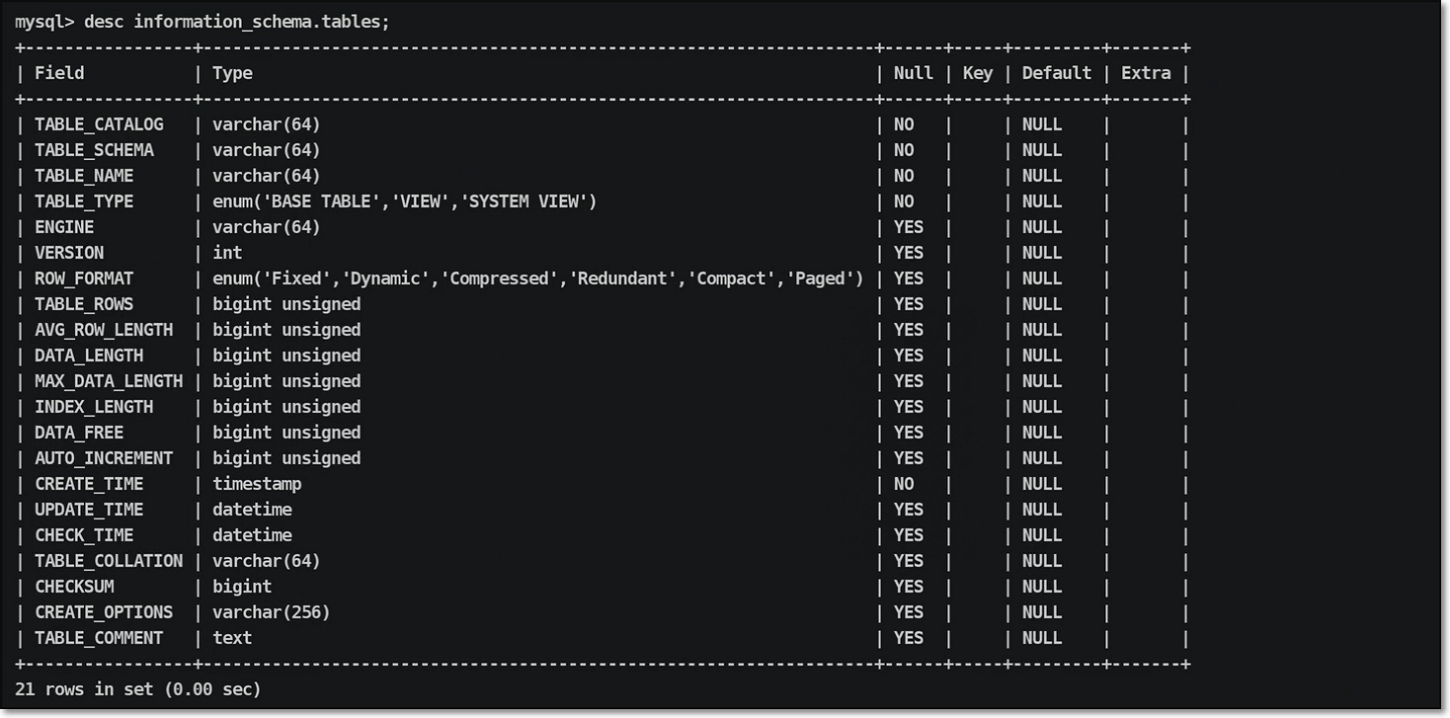 mysql> desc information_schema.tables;
+-----------------+--------------------------------------------------------------------+------+-----+---------+-------+
| Field           | Type                                                               | Null | Key | Default | Extra |
+-----------------+--------------------------------------------------------------------+------+-----+---------+-------+
| TABLE_CATALOG   | varchar(64)                                                        | NO   |     | NULL    |       |
| TABLE_SCHEMA    | varchar(64)                                                        | NO   |     | NULL    |       |
| TABLE_NAME      | varchar(64)                                                        | NO   |     | NULL    |       |
| TABLE_TYPE      | enum('BASE TABLE','VIEW','SYSTEM VIEW')                            | NO   |     | NULL    |       |
| ENGINE          | varchar(64)                                                        | YES  |     | NULL    |       |
| VERSION         | int                                                                | YES  |     | NULL    |       |
| ROW_FORMAT      | enum('Fixed','Dynamic','Compressed','Redundant','Compact','Paged') | YES  |     | NULL    |       |
| TABLE_ROWS      | bigint unsigned                                                    | YES  |     | NULL    |       |
| AVG_ROW_LENGTH  | bigint unsigned                                                    | YES  |     | NULL    |       |
| DATA_LENGTH     | bigint unsigned                                                    | YES  |     | NULL    |       |
| MAX_DATA_LENGTH | bigint unsigned                                                    | YES  |     | NULL    |       |
| INDEX_LENGTH    | bigint unsigned                                                    | YES  |     | NULL    |       |
| DATA_FREE       | bigint unsigned                                                    | YES  |     | NULL    |       |
| AUTO_INCREMENT  | bigint unsigned                                                    | YES  |     | NULL    |       |
| CREATE_TIME     | timestamp                                                          | NO   |     | NULL    |       |
| UPDATE_TIME     | datetime                                                           | YES  |     | NULL    |       |
| CHECK_TIME      | datetime                                                           | YES  |     | NULL    |       |
| TABLE_COLLATION | varchar(64)                                                        | YES  |     | NULL    |       |
| CHECKSUM        | bigint                                                             | YES  |     | NULL    |       |
| CREATE_OPTIONS  | varchar(256)                                                       | YES  |     | NULL    |       |
| TABLE_COMMENT   | text                                                               | YES  |     | NULL    |       |
+-----------------+--------------------------------------------------------------------+------+-----+---------+-------+
21 rows in set (0.00 sec)